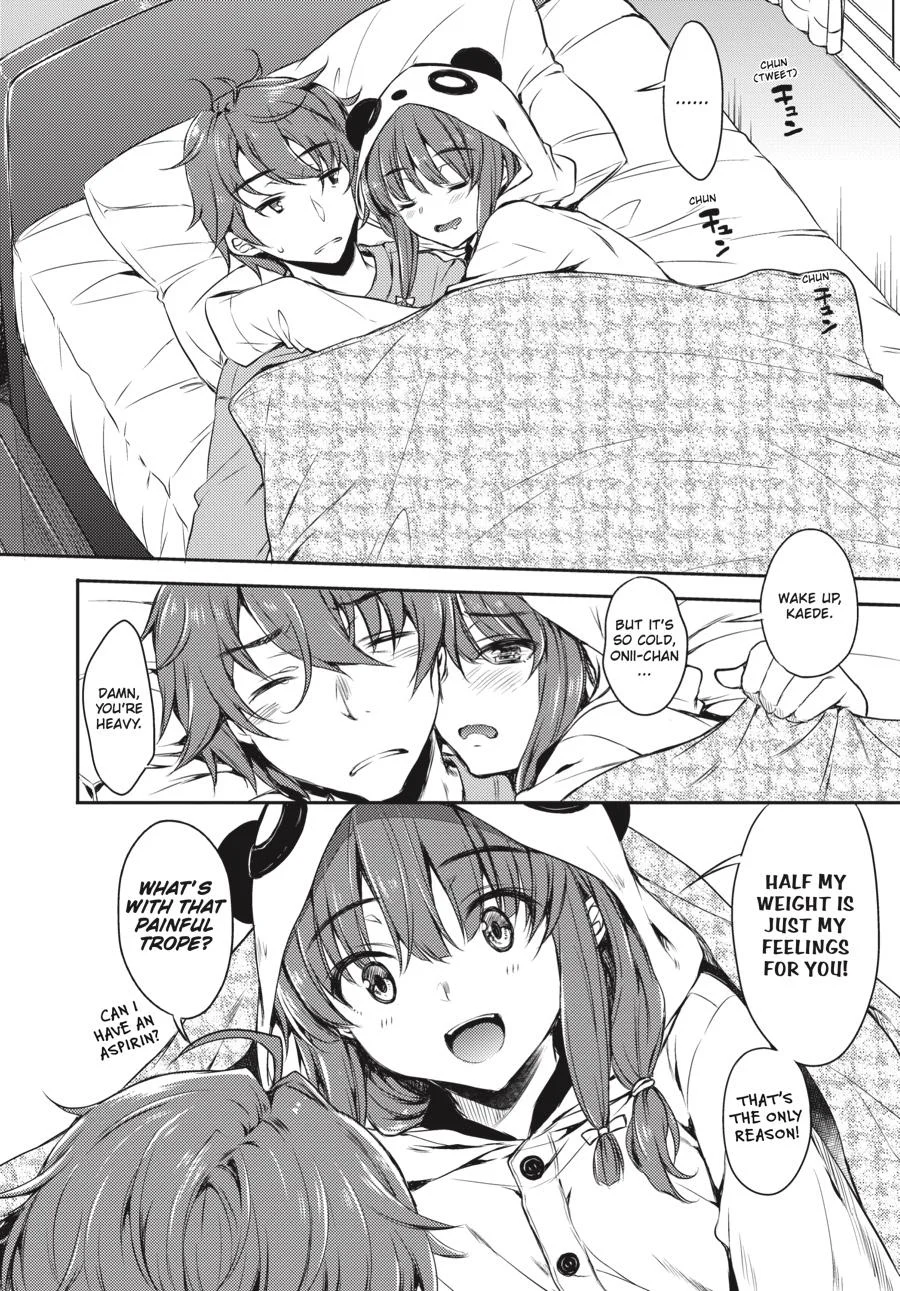 CHUN
(TWEET)
チュン
......
CHUN
チュン
CHUN
チュン
WAKE UP,
KAEDE.
BUT IT'S
SO COLD,
ONII-CHAN
...
DAMN,
YOU'RE
HEAVY.
HALF MY
WEIGHT IS
JUST MY
FEELINGS
FOR YOU!
THAT'S
THE ONLY
REASON!
WHAT'S
WITH THAT
PAINFUL
TROPE?
CAN I
HAVE AN
ASPIRIN?